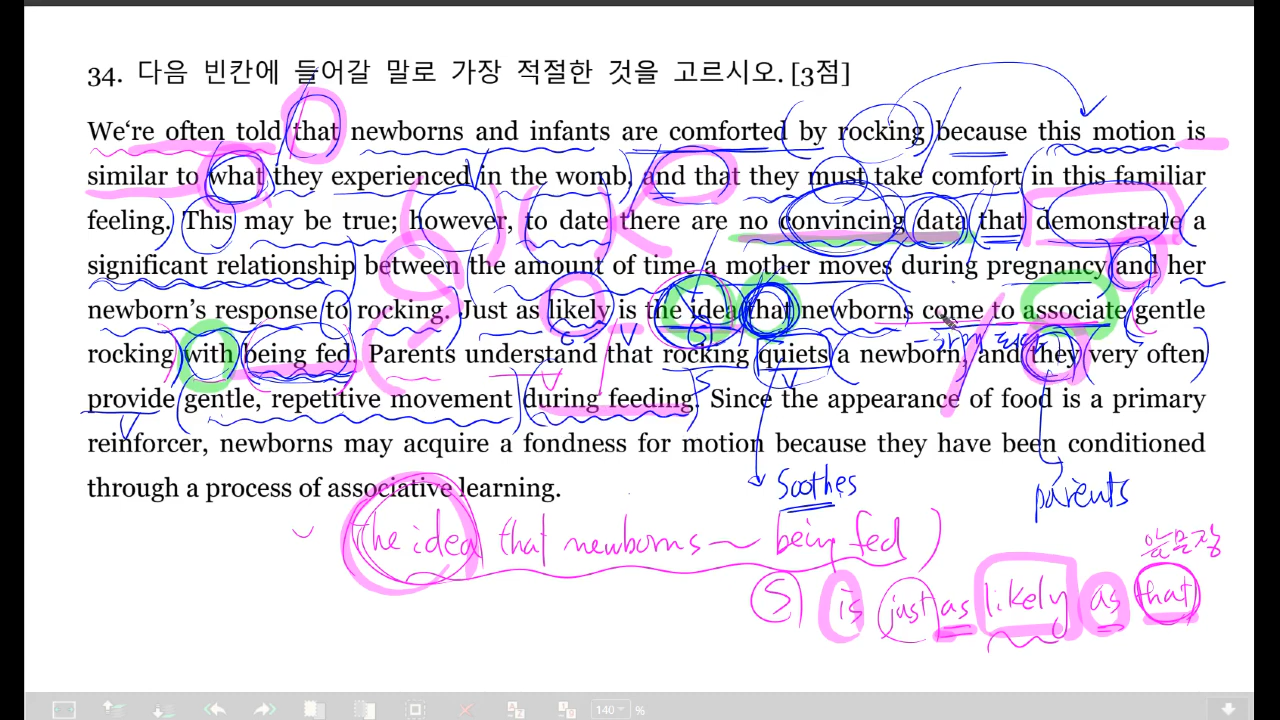 34. 다음 빈칸에 들어갈 말로 가장 적절한 것을 고르시오. [3점]
We‘re often told that newborns and infants are comforted by rocking because this motion is
similar to what they experienced in the womb, and that they must take comfort in this familiar
feeling. This may be true; however, to date there are no convincing data that demonstrate a
significant relationship between the amount of time a mother moves during pregnancy and her
newborn’s response to rocking. Just as likely is the idea that newborns come to associate gentle
rocking with being fed. Parents understand that rocking quiets a newborn, and they very often
provide gentle, repetitive movement during feeding. Since the appearance of food is a primary
reinforcer, newborns may acquire a fondness for motion because they have been conditioned
through a process of associative learning.
S V
S V
V
Soothes
parents
the idea that newborns ~ being fed)
앞문장
S is just as likely as that
140 %